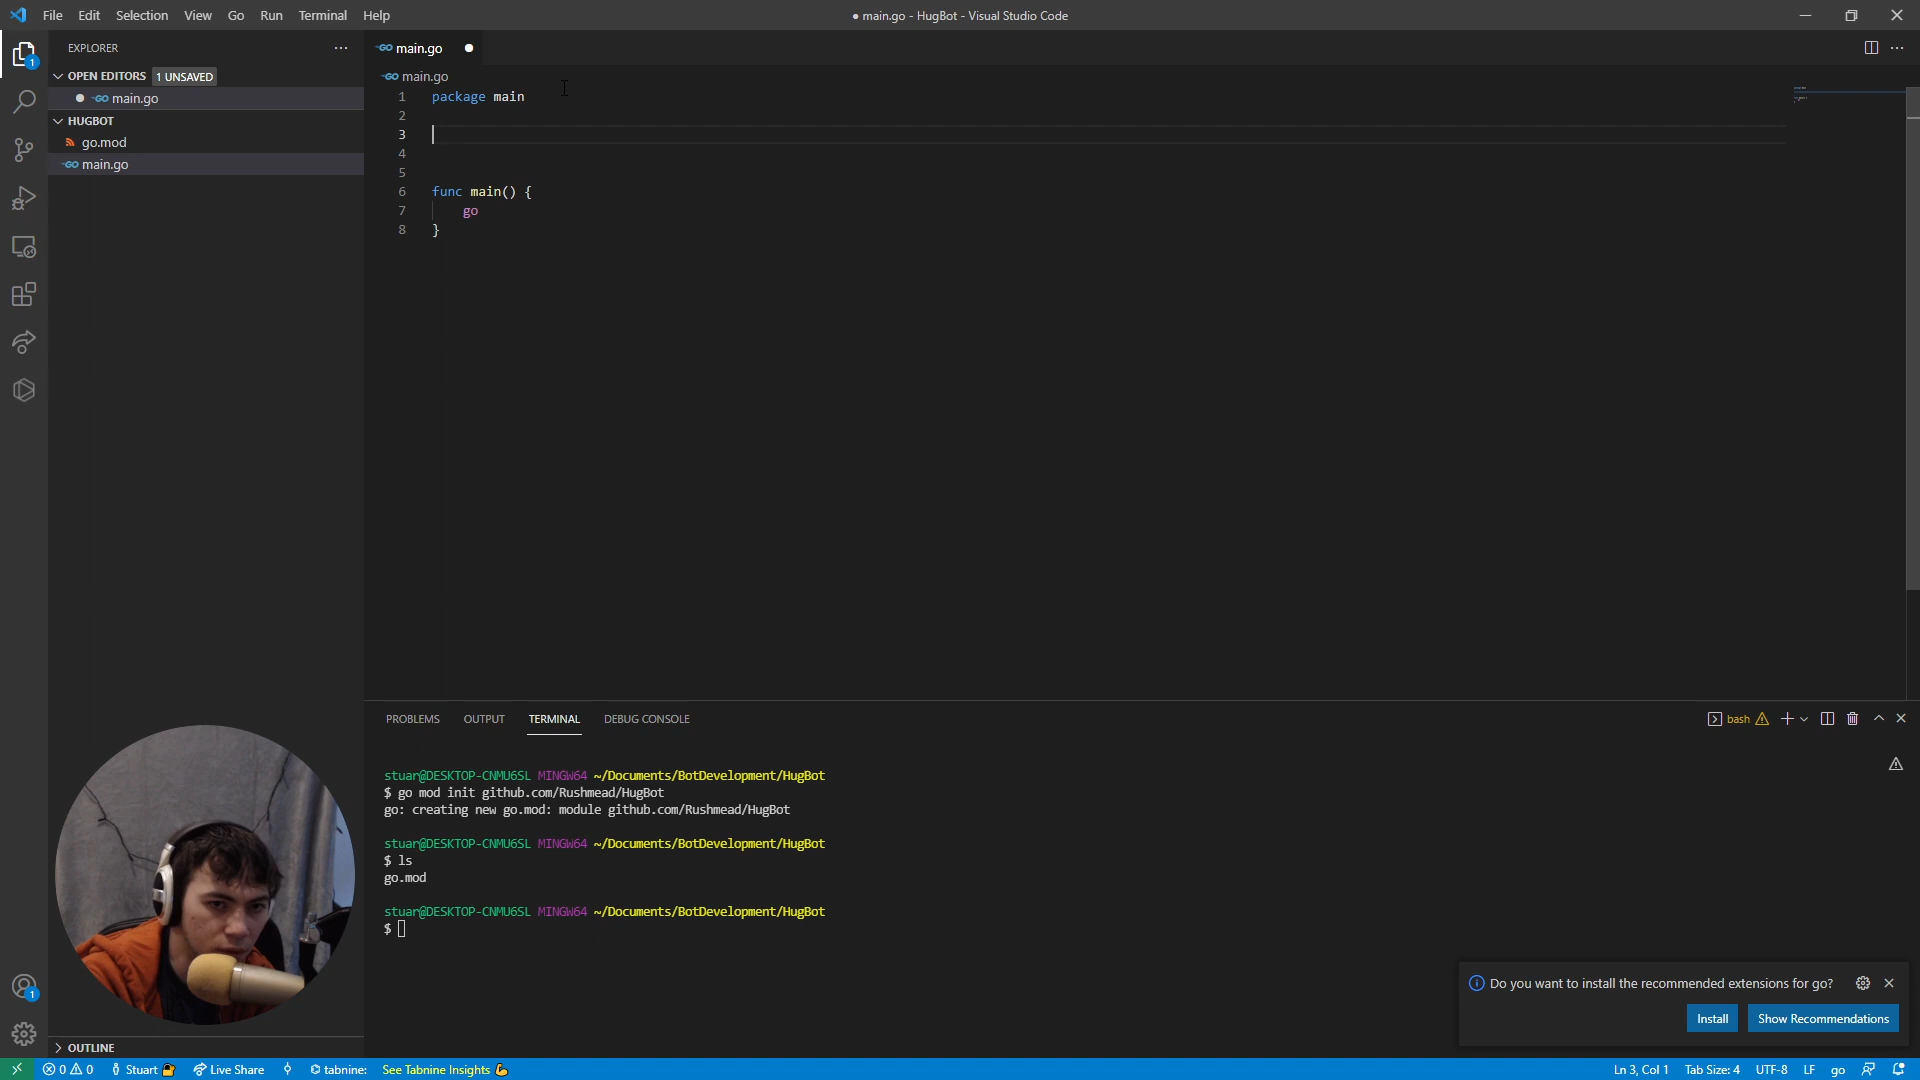 File Edit Selection View Go Run Terminal Help
● main.go - HugBot - Visual Studio Code
EXPLORER
OPEN EDITORS 1 UNSAVED
main.go
HUGBOT
go.mod
main.go
OUTLINE
main.go
main.go
1 package main
2
3
4
5
6 func main() {
7 go
8 }
PROBLEMS OUTPUT TERMINAL DEBUG CONSOLE
bash
stuar@DESKTOP-CNMU6SL MINGW64 ~/Documents/BotDevelopment/HugBot
$ go mod init github.com/Rushmead/HugBot
go: creating new go.mod: module github.com/Rushmead/HugBot
stuar@DESKTOP-CNMU6SL MINGW64 ~/Documents/BotDevelopment/HugBot
$ ls
go.mod
stuar@DESKTOP-CNMU6SL MINGW64 ~/Documents/BotDevelopment/HugBot
$
Do you want to install the recommended extensions for go?
Install Show Recommendations
1
1
0 0 Stuart Live Share tabnine: See Tabnine Insights
Ln 3, Col 1 Tab Size: 4 UTF-8 LF go